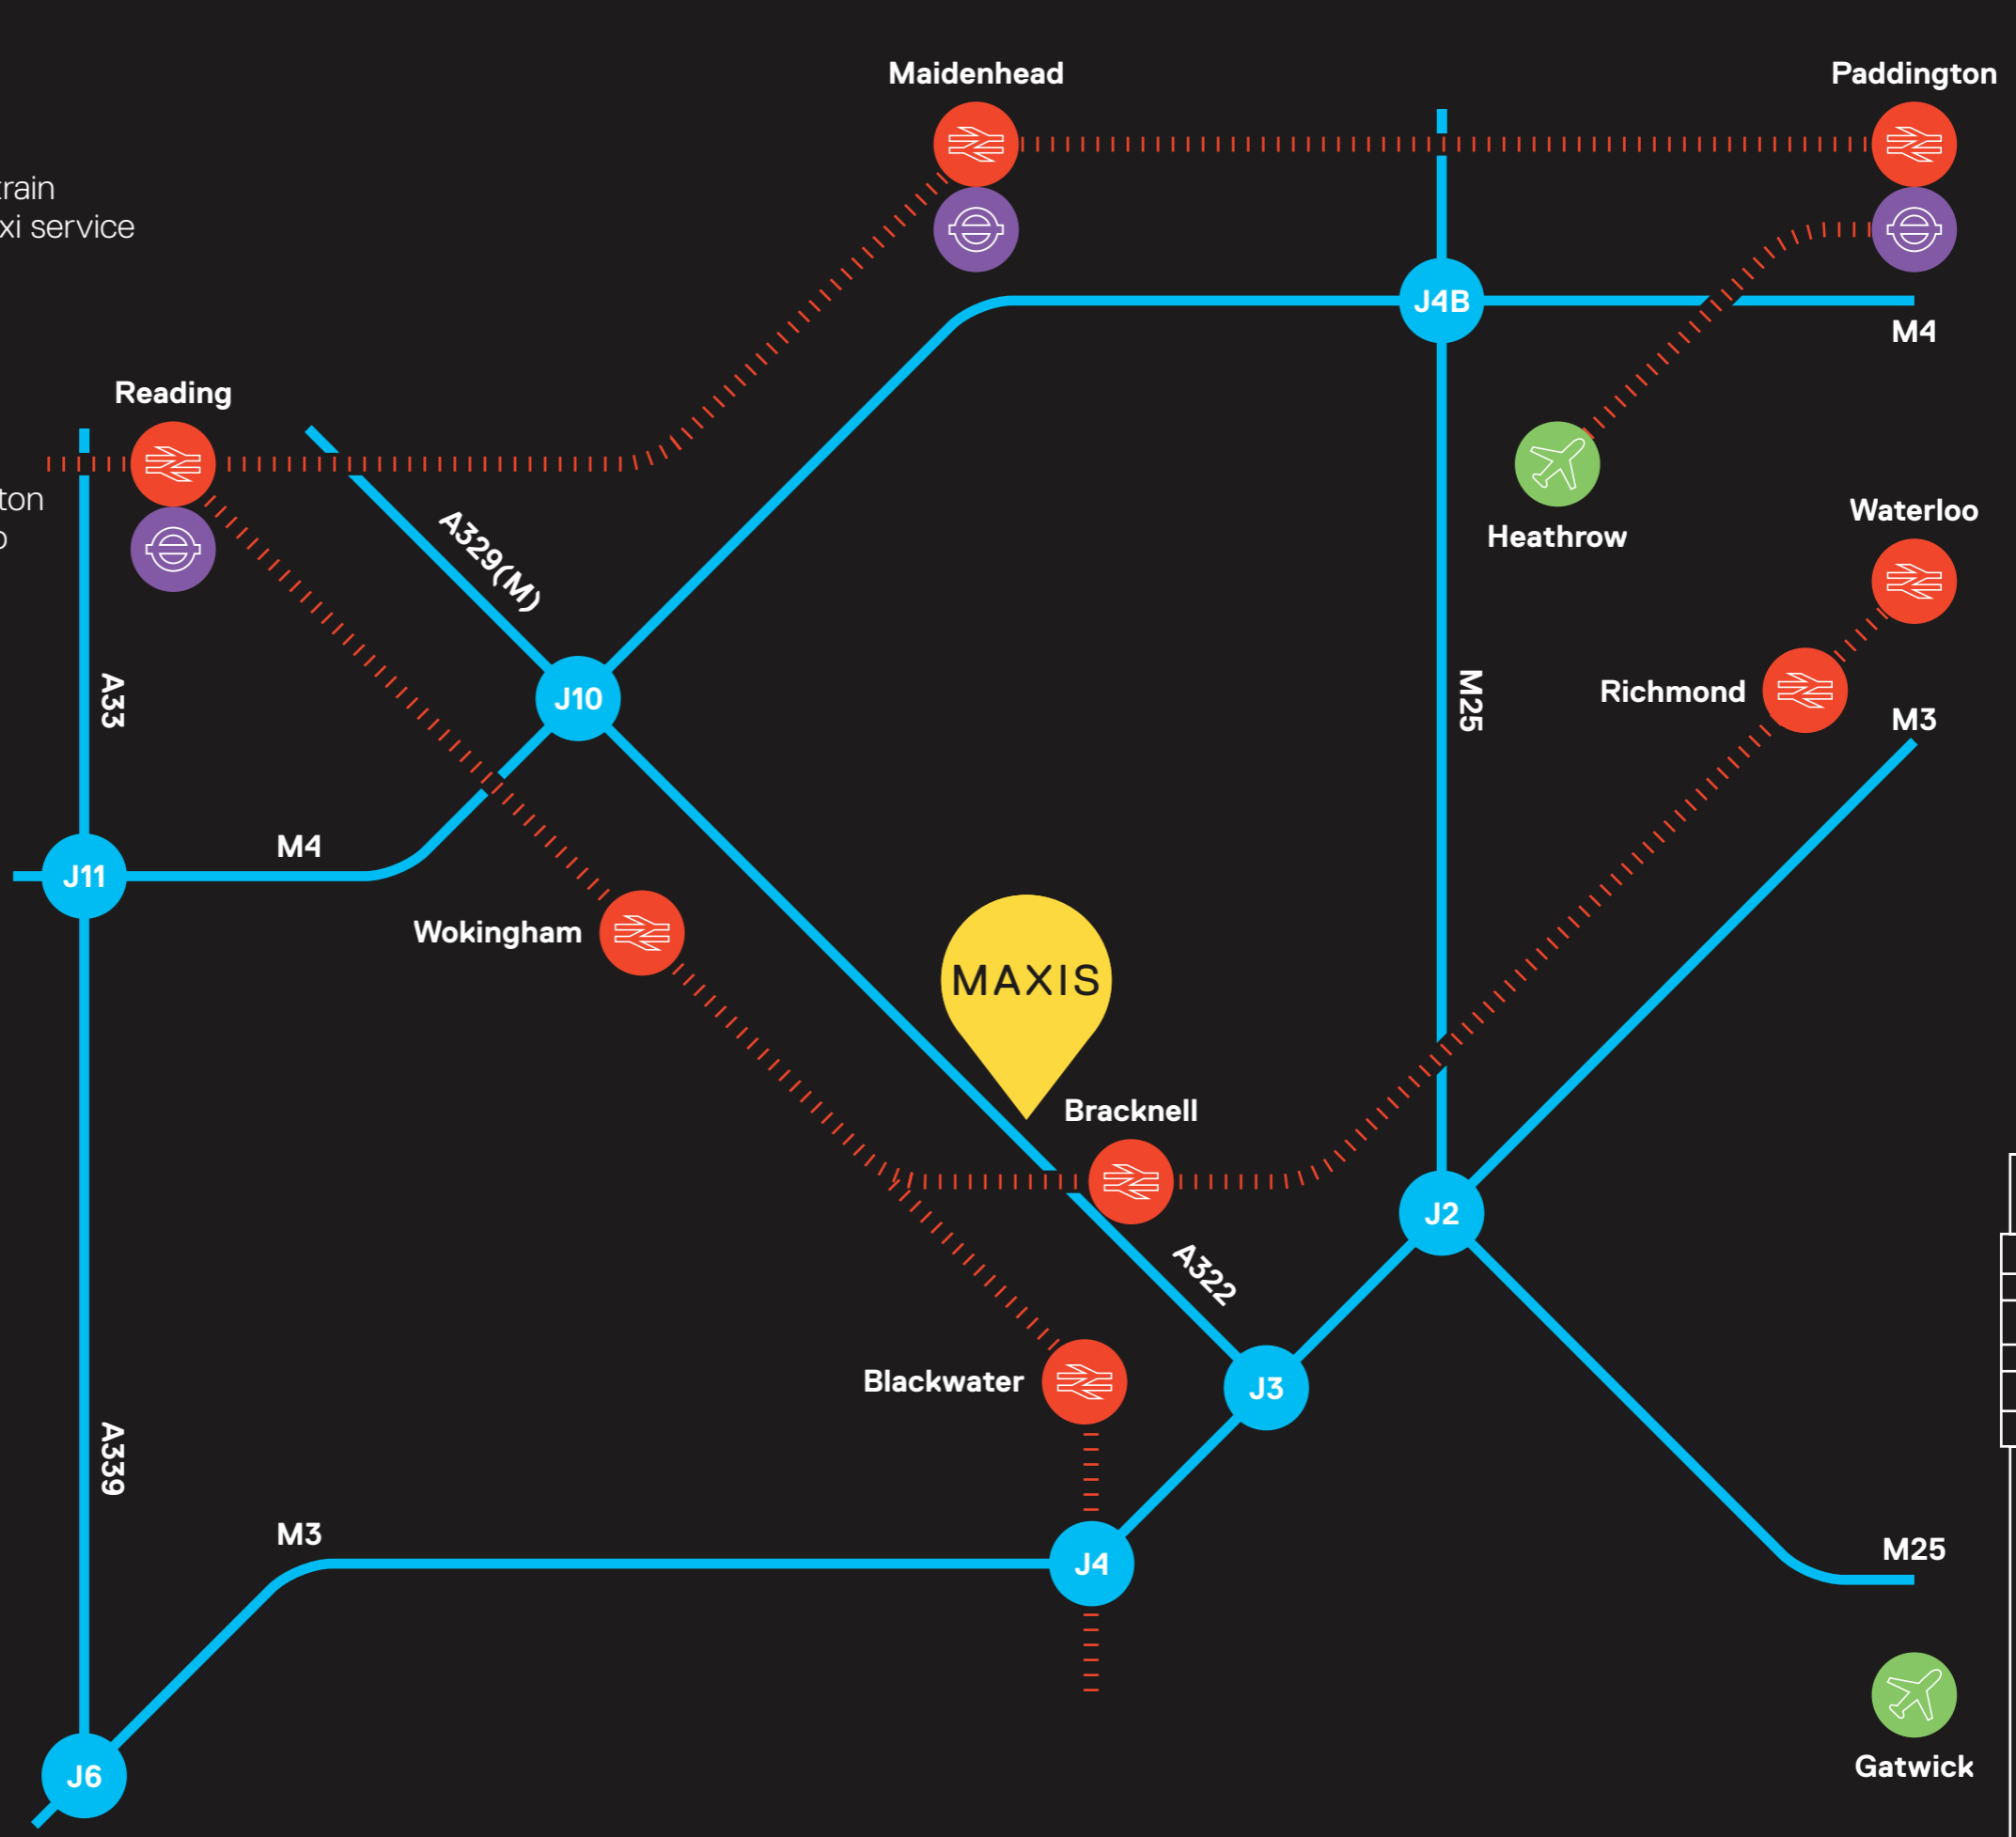 Maidenhead
Paddington
train
xi service
J4B
M4
Reading
ton
Waterloo
Heathrow
A329(M)
A33
J10
M25
Richmond
M3
M4
J11
Wokingham
MAXIS
Bracknell
J2
A322
Blackwater
J3
A339
M3
J4
M25
J6
Gatwick